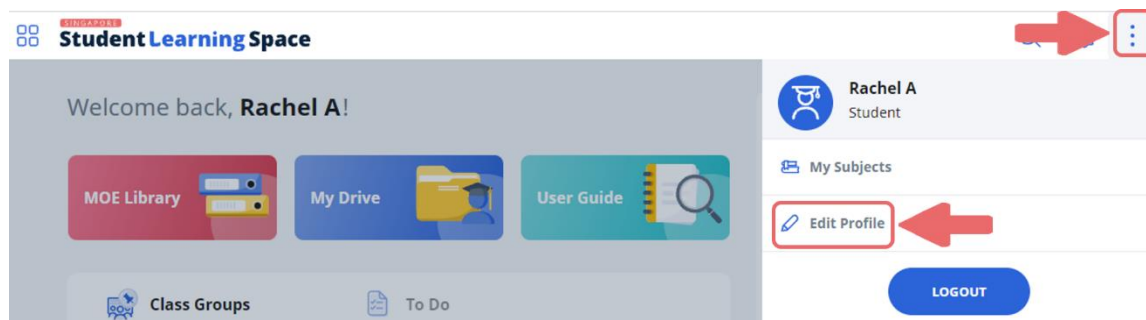 SINGAPORE
Student Learning Space
Welcome back, Rachel A!
MOE Library
My Drive
User Guide
Class Groups
To Do
Rachel A
Student
My Subjects
Edit Profile
LOGOUT